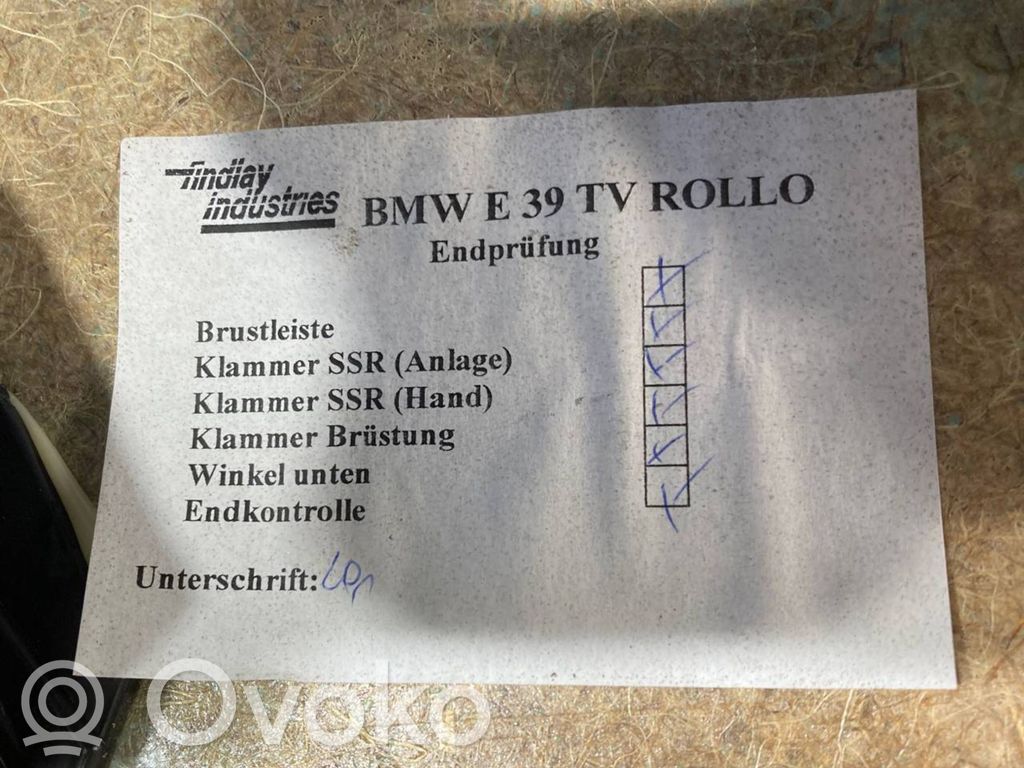 findlay
industries
BMW E 39 TV ROLLO
Endprüfung
Brustleiste
Klammer SSR (Anlage)
Klammer SSR (Hand)
Klammer Brüstung
Winkel unten
Endkontrolle
Unterschrift:
Ovoko